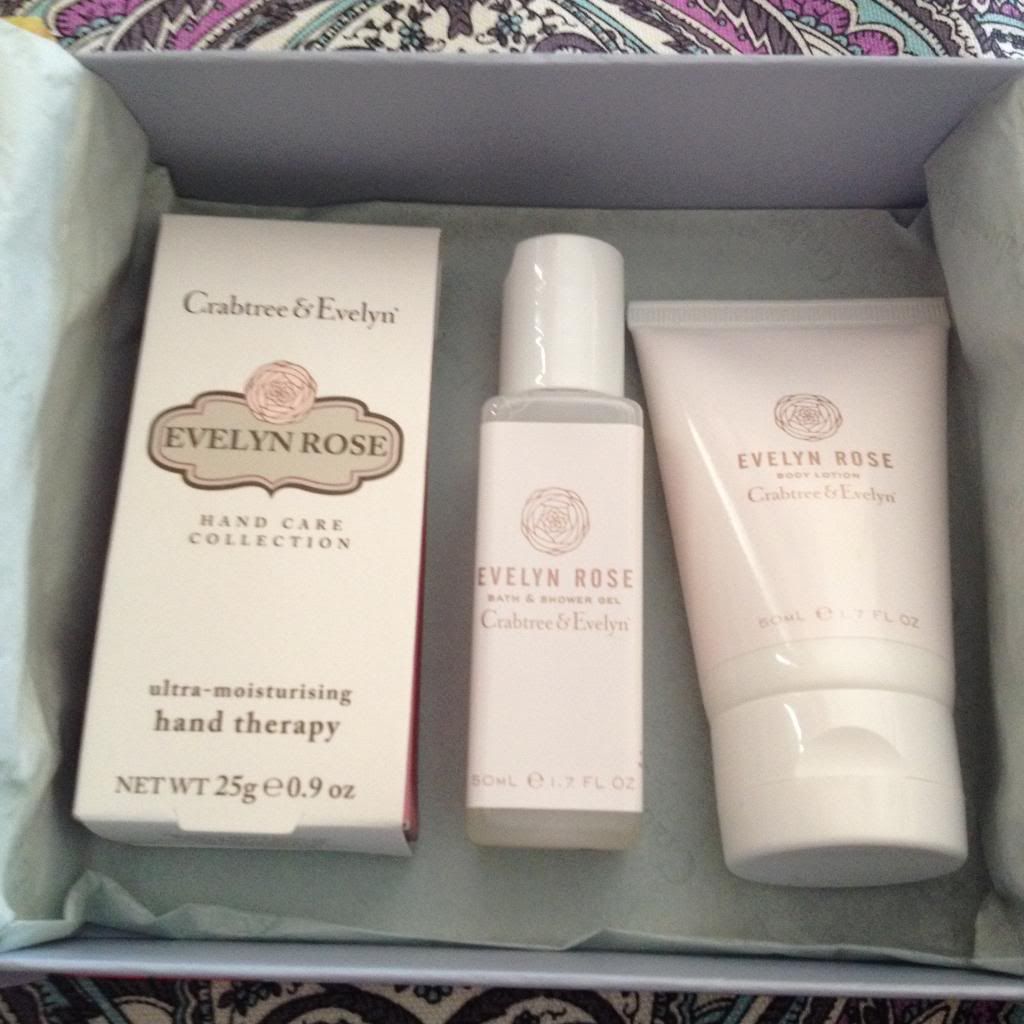 Crabtree & Evelyn
EVELYN ROSE
HAND CARE
COLLECTION
ultra-moisturising
hand therapy
NET WT 25g ℮ 0.9 oz
EVELYN ROSE
BATH & SHOWER GEL
Crabtree & Evelyn
50ML ℮ 1.7 FL OZ
EVELYN ROSE
BODY LOTION
Crabtree & Evelyn
50ML ℮ 1.7 FL OZ